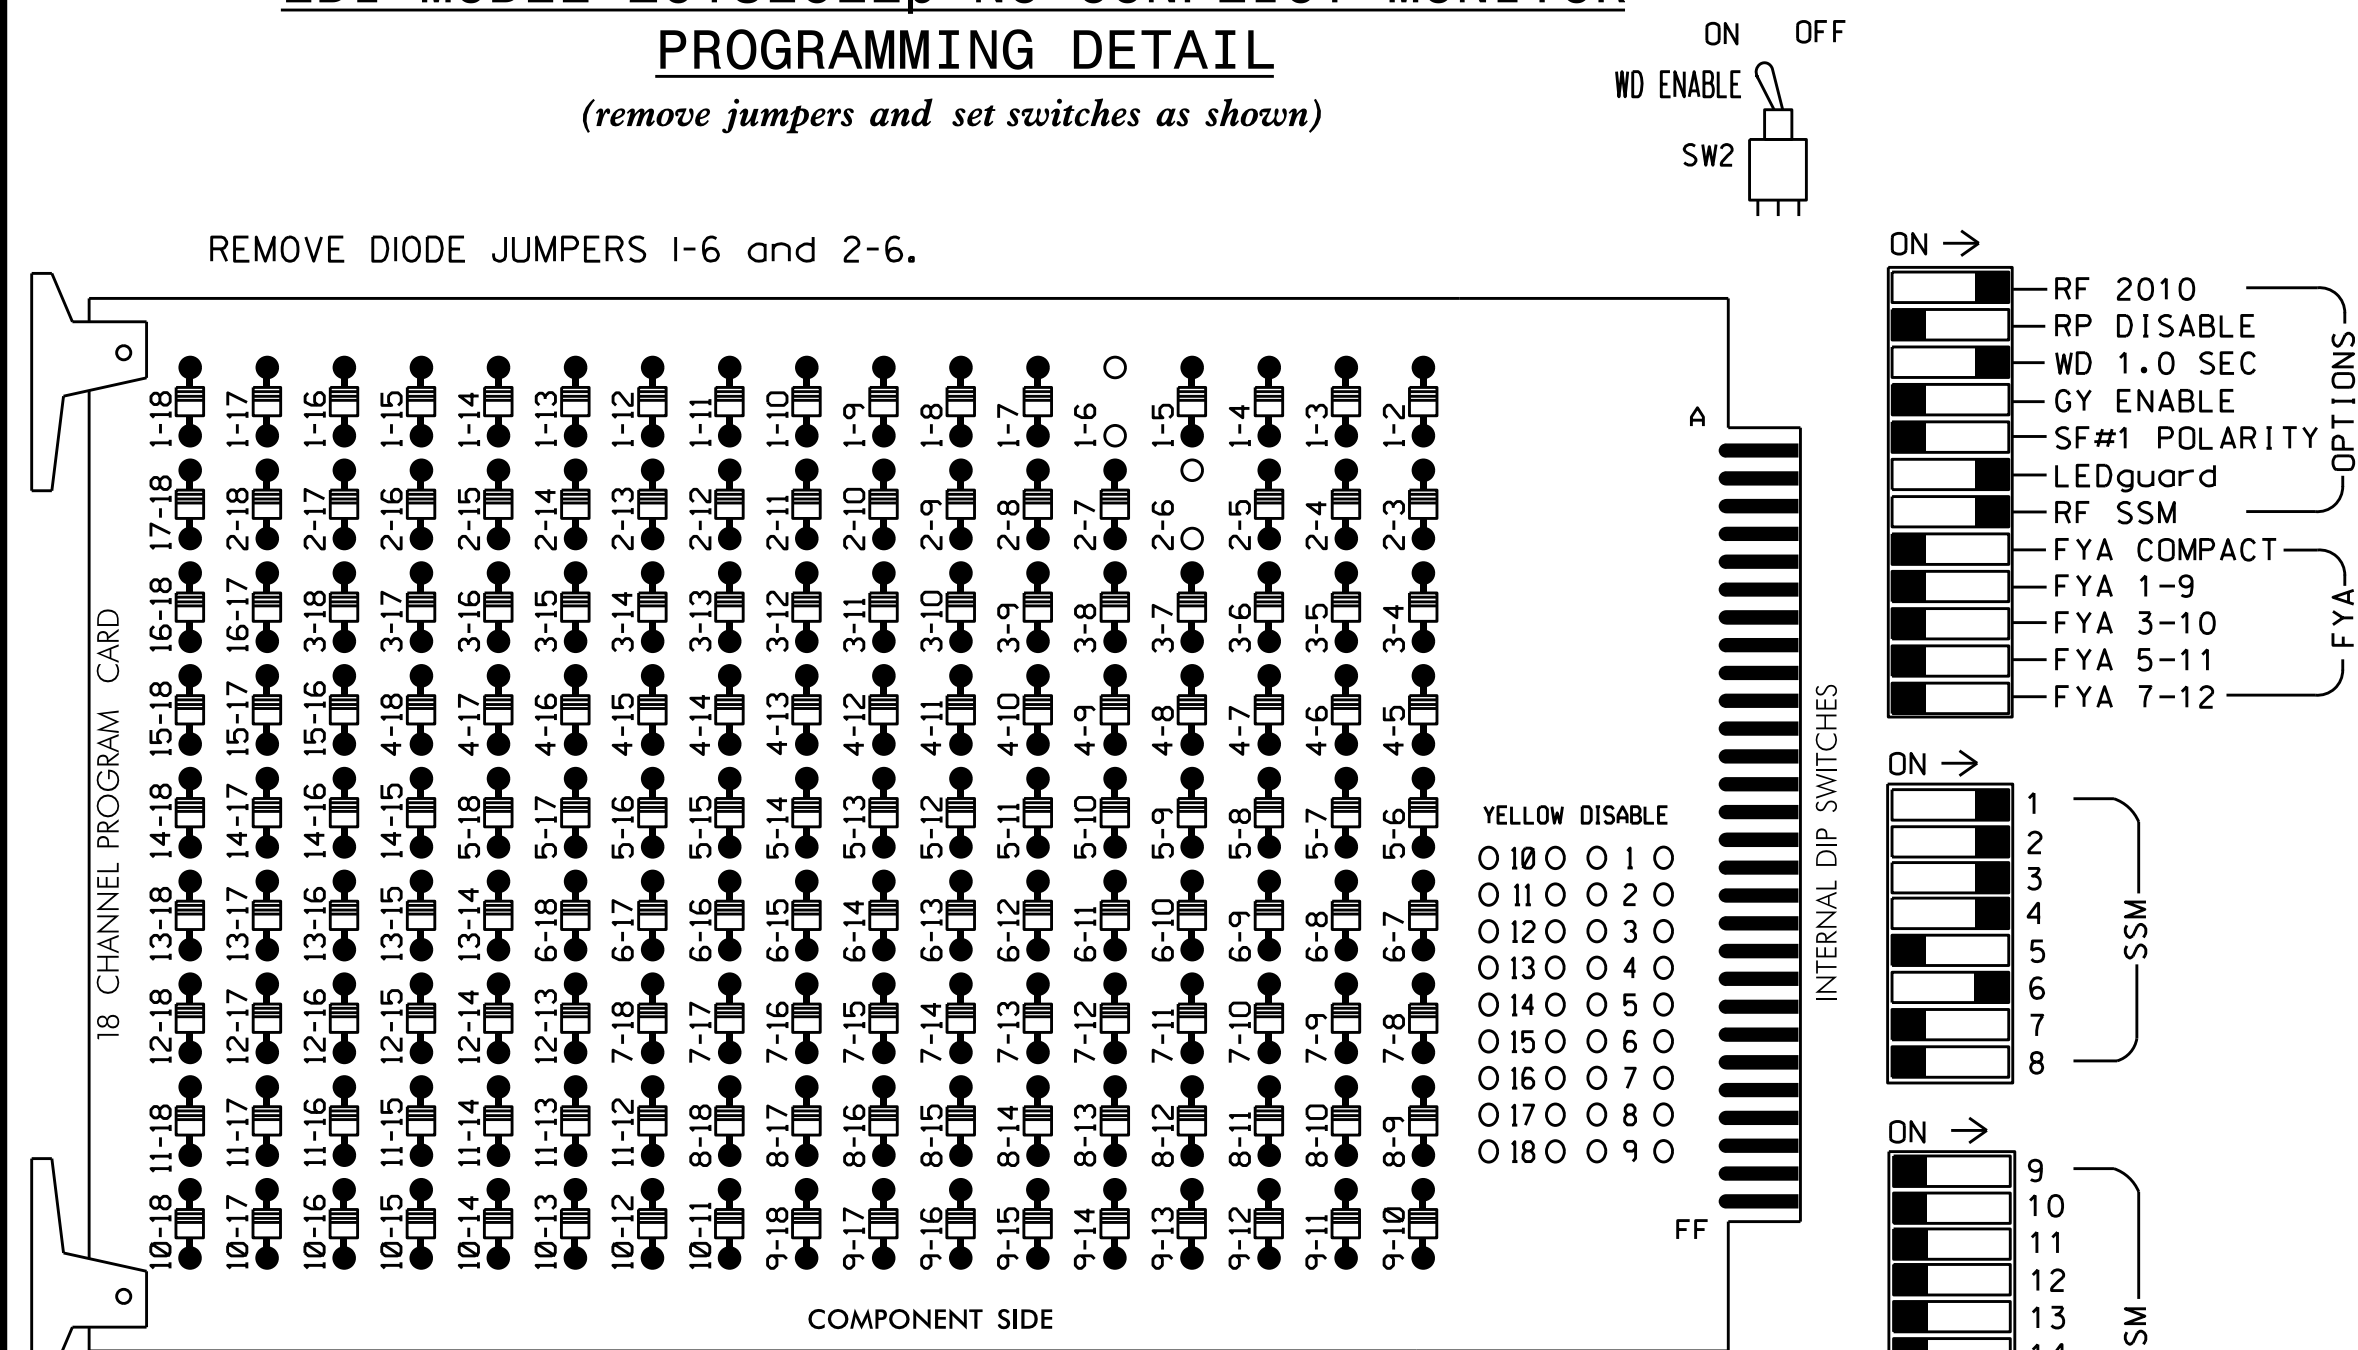 PROGRAMMING DETAIL
(remove jumpers and set switches as shown)
ON OFF
WD ENABLE
SW2
REMOVE DIODE JUMPERS 1-6 and 2-6.
18 CHANNEL PROGRAM CARD
1-18 1-17 1-16 1-15 1-14 1-13 1-12 1-11 1-10 1-9 1-8 1-7 1-6 1-5 1-4 1-3 1-2
17-18 2-18 2-17 2-16 2-15 2-14 2-13 2-12 2-11 2-10 2-9 2-8 2-7 2-6 2-5 2-4 2-3
16-18 16-17 3-18 3-17 3-16 3-15 3-14 3-13 3-12 3-11 3-10 3-9 3-8 3-7 3-6 3-5 3-4
15-18 15-17 15-16 4-18 4-17 4-16 4-15 4-14 4-13 4-12 4-11 4-10 4-9 4-8 4-7 4-6 4-5
14-18 14-17 14-16 14-15 5-18 5-17 5-16 5-15 5-14 5-13 5-12 5-11 5-10 5-9 5-8 5-7 5-6
13-18 13-17 13-16 13-15 13-14 6-18 6-17 6-16 6-15 6-14 6-13 6-12 6-11 6-10 6-9 6-8 6-7
12-18 12-17 12-16 12-15 12-14 12-13 7-18 7-17 7-16 7-15 7-14 7-13 7-12 7-11 7-10 7-9 7-8
11-18 11-17 11-16 11-15 11-14 11-13 11-12 8-18 8-17 8-16 8-15 8-14 8-13 8-12 8-11 8-10 8-9
10-18 10-17 10-16 10-15 10-14 10-13 10-12 10-11 9-18 9-17 9-16 9-15 9-14 9-13 9-12 9-11 9-10
COMPONENT SIDE
YELLOW DISABLE
10 1
11 2
12 3
13 4
14 5
15 6
16 7
17 8
18 9
A
FF
INTERNAL DIP SWITCHES
ON
RF 2010
RP DISABLE
WD 1.0 SEC
GY ENABLE
SF#1 POLARITY
LEDguard
RF SSM
OPTIONS
FYA COMPACT
FYA 1-9
FYA 3-10
FYA 5-11
FYA 7-12
FYA
ON
1
2
3
4
5
6
7
8
SSM
ON
9
10
11
12
13